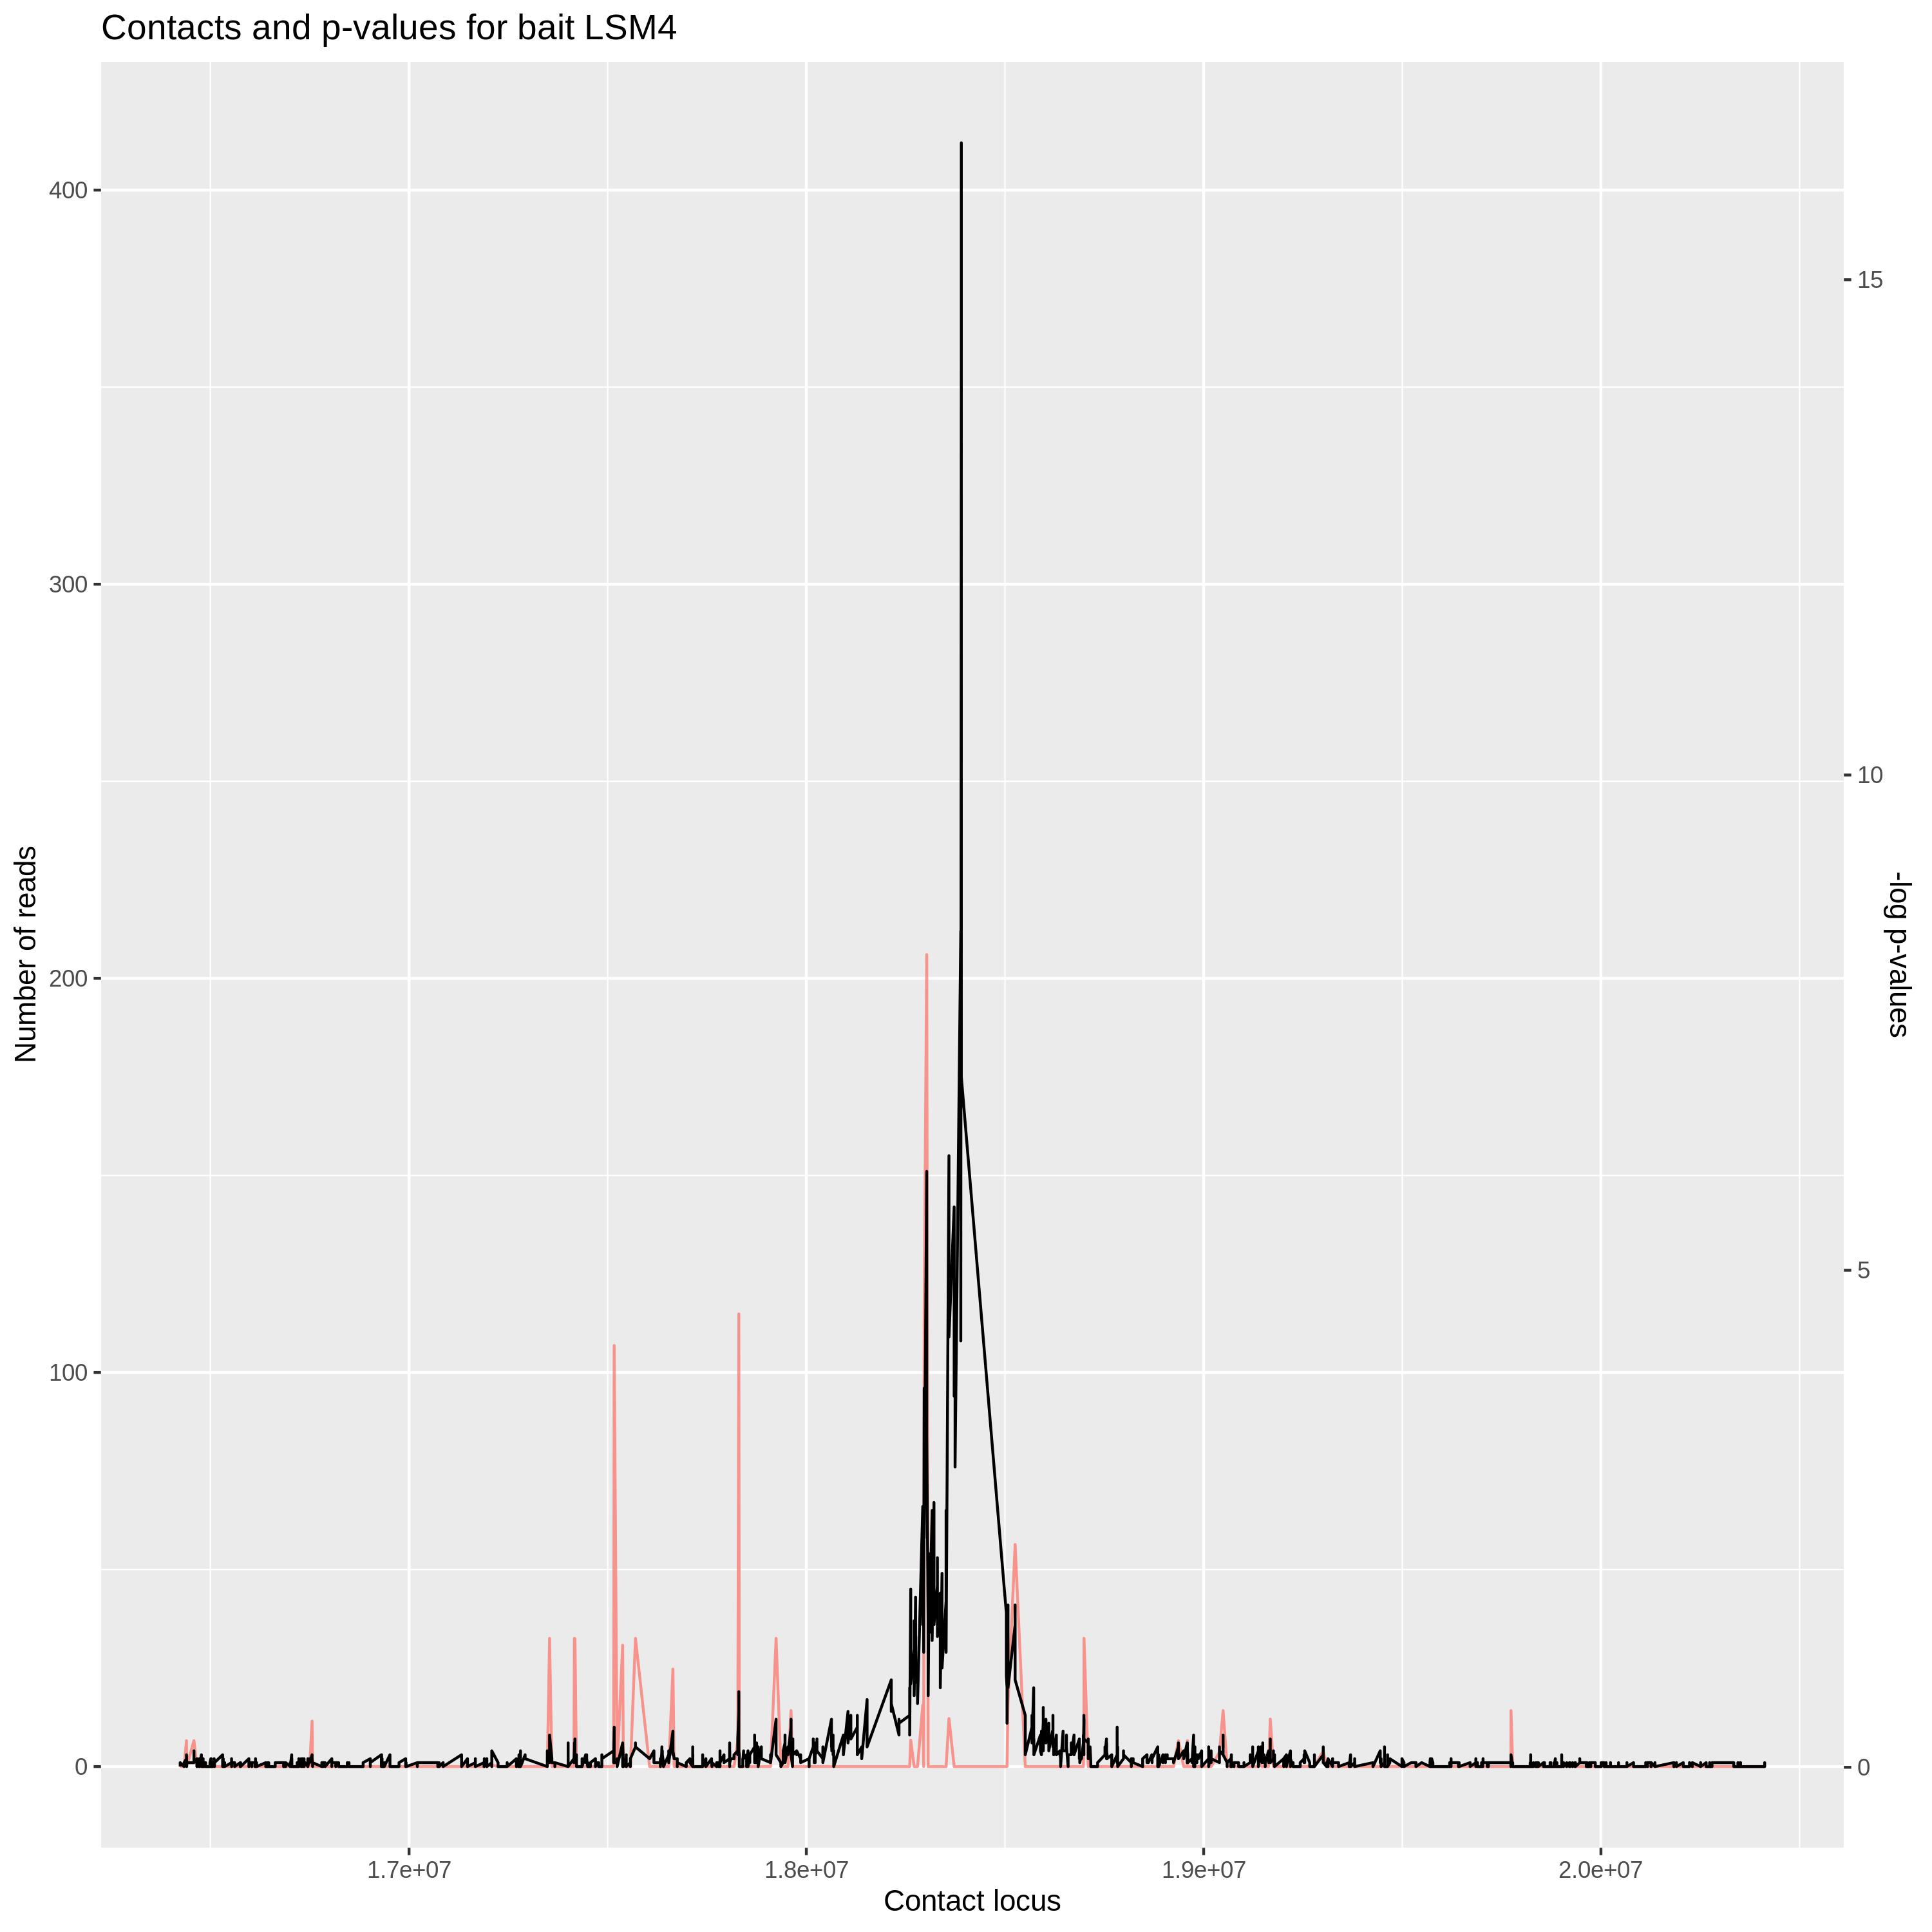 Contacts and p-values for bait LSM4
400
300
200
100
0
Number of reads
15
10
5
0
-log p-values
1.7e+07
1.8e+07
1.9e+07
2.0e+07
Contact locus